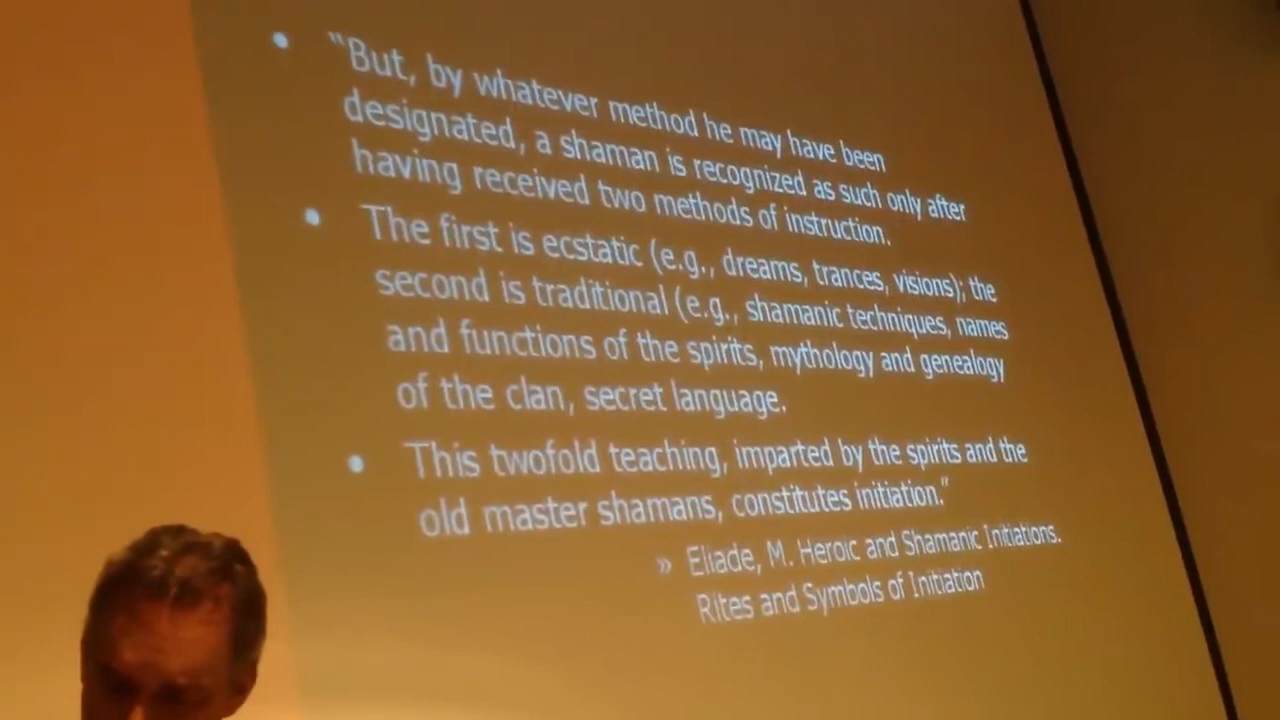 • “But, by whatever method he may have been
designated, a shaman is recognized as such only after
having received two methods of instruction.
• The first is ecstatic (e.g., dreams, trances, visions); the
second is traditional (e.g., shamanic techniques, names
and functions of the spirits, mythology and genealogy
of the clan, secret language.
• This twofold teaching, imparted by the spirits and the
old master shamans, constitutes initiation.”
» Eliade, M. Heroic and Shamanic Initiations.
Rites and Symbols of Initiation